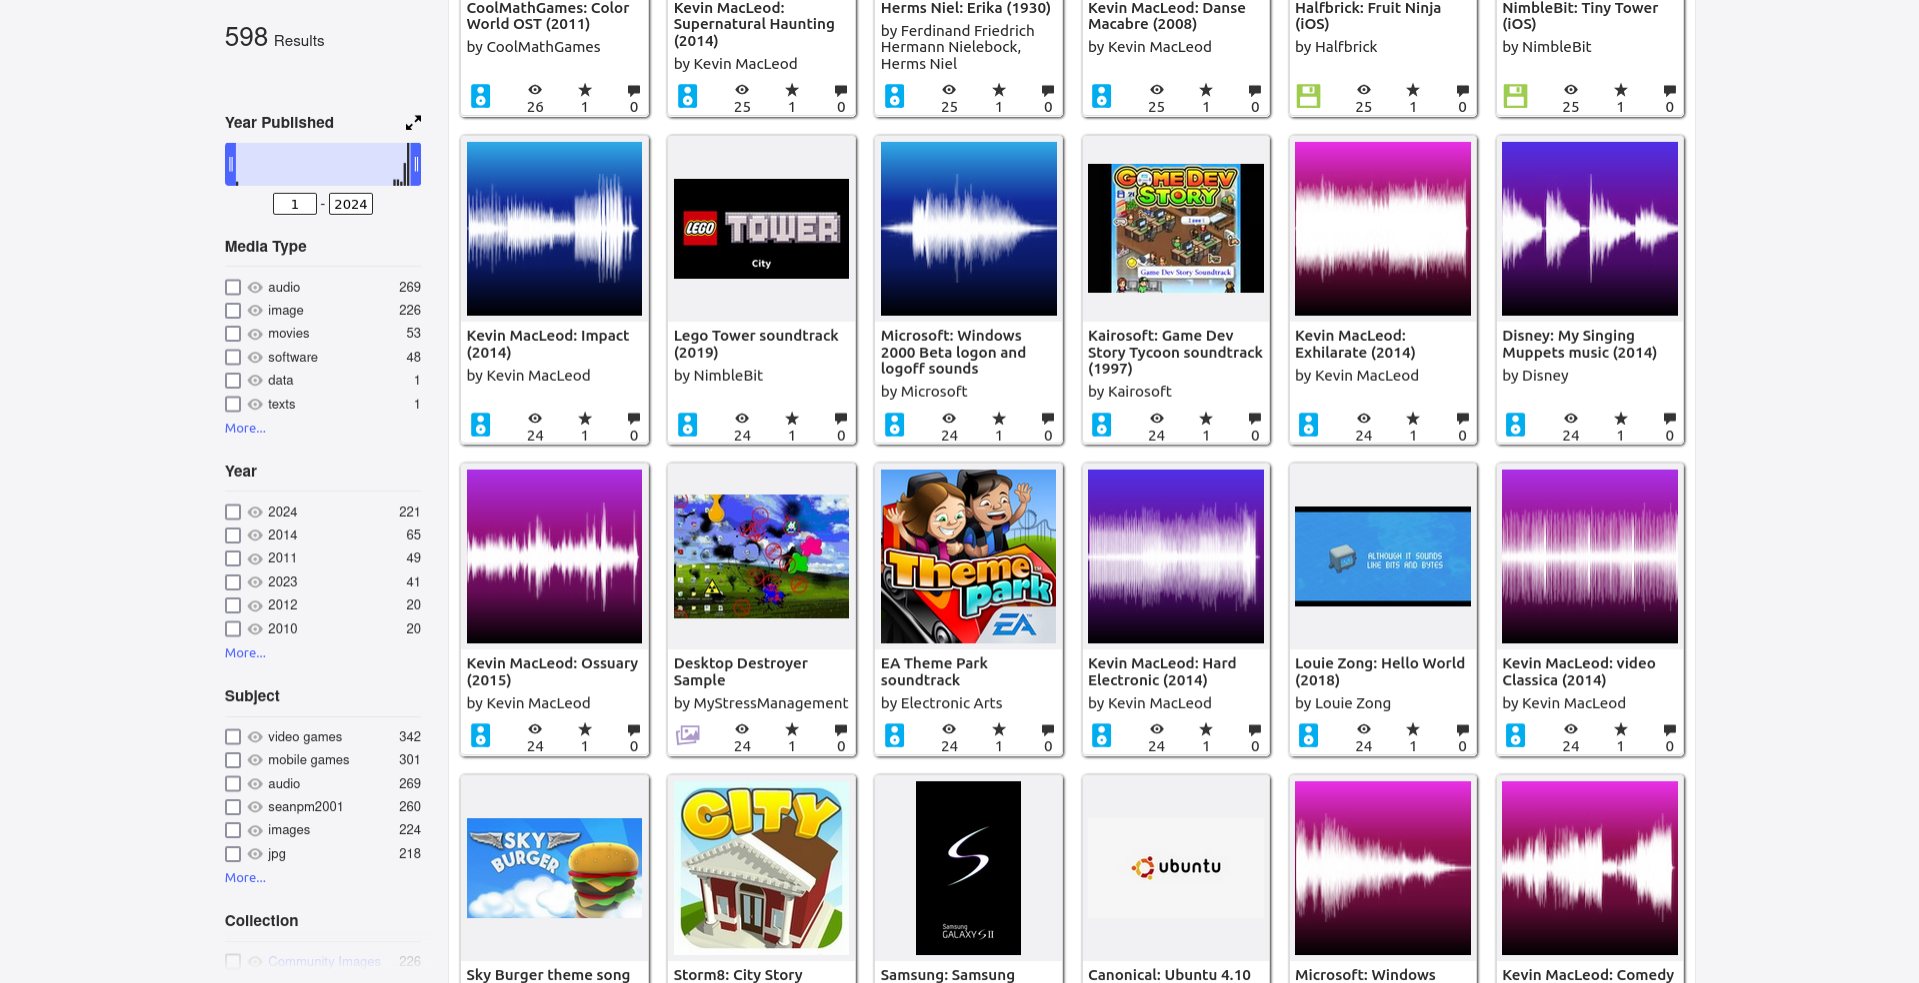 598 Results
Year Published
1 - 2024
Media Type
audio 269
image 226
movies 53
software 48
data 1
texts 1
More...
Year
2024 221
2014 65
2011 49
2023 41
2012 20
2010 20
More...
Subject
video games 342
mobile games 301
audio 269
seanpm2001 260
images 224
jpg 218
More...
Collection
Community Images 226
CoolMathGames: Color
World OST (2011)
by CoolMathGames
26 1 0
Kevin MacLeod:
Supernatural Haunting
(2014)
by Kevin MacLeod
25 1 0
Herms Niel: Erika (1930)
by Ferdinand Friedrich
Hermann Nielebock,
Herms Niel
25 1 0
Kevin MacLeod: Danse
Macabre (2008)
by Kevin MacLeod
25 1 0
Halfbrick: Fruit Ninja
(iOS)
by Halfbrick
25 1 0
NimbleBit: Tiny Tower
(iOS)
by NimbleBit
25 1 0
Kevin MacLeod: Impact
(2014)
by Kevin MacLeod
24 1 0
LEGO TOWER
City
Lego Tower soundtrack
(2019)
by NimbleBit
24 1 0
Microsoft: Windows
2000 Beta logon and
logoff sounds
by Microsoft
24 1 0
GAME DEV
STORY
Game Dev Story Soundtrack
Kairosoft: Game Dev
Story Tycoon soundtrack
(1997)
by Kairosoft
24 1 0
Kevin MacLeod:
Exhilarate (2014)
by Kevin MacLeod
24 1 0
Disney: My Singing
Muppets music (2014)
by Disney
24 1 0
Kevin MacLeod: Ossuary
(2015)
by Kevin MacLeod
24 1 0
Desktop Destroyer
Sample
by MyStressManagement
24 1 0
Theme
park
EA
EA Theme Park
soundtrack
by Electronic Arts
24 1 0
Kevin MacLeod: Hard
Electronic (2014)
by Kevin MacLeod
24 1 0
ALTHOUGH IT SOUNDS
LIKE BITS AND BYTES
Louie Zong: Hello World
(2018)
by Louie Zong
24 1 0
Kevin MacLeod: video
Classica (2014)
by Kevin MacLeod
24 1 0
SKY
BURGER
Sky Burger theme song
CITY
Storm8: City Story
Samsung
GALAXY S II
Samsung: Samsung
ubuntu
Canonical: Ubuntu 4.10
Microsoft: Windows
Kevin MacLeod: Comedy